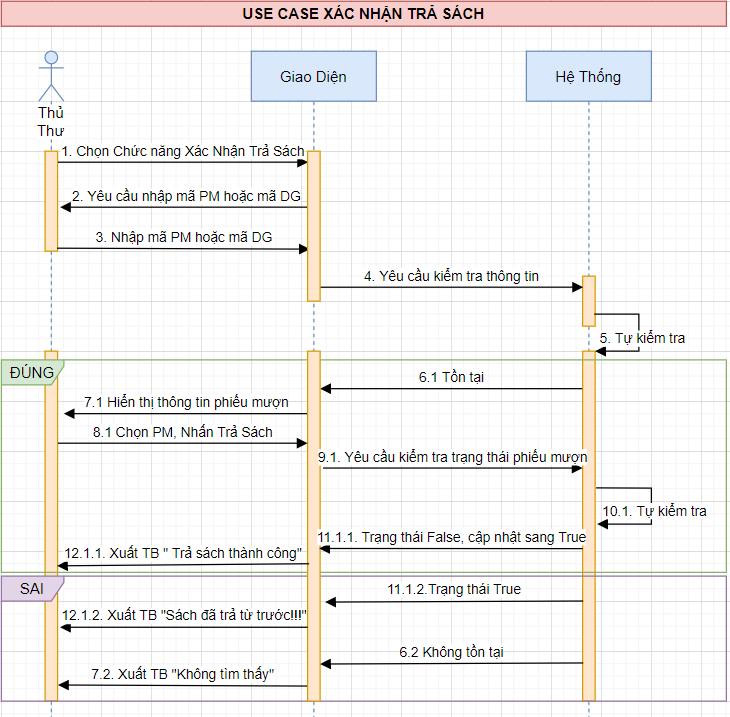 USE CASE XÁC NHẬN TRẢ SÁCH
Giao Diện
Hệ Thống
Thủ
Thư
1. Chọn Chức năng Xác Nhận Trả Sách
2. Yêu cầu nhập mã PM hoặc mã DG
3. Nhập mã PM hoặc mã DG
4. Yêu cầu kiểm tra thông tin
5. Tự kiểm tra
ĐÚNG
6.1 Tồn tại
7.1 Hiển thị thông tin phiếu mượn
8.1 Chọn PM, Nhấn Trả Sách
9.1. Yêu cầu kiểm tra trạng thái phiếu mượn
10.1. Tự kiểm tra
11.1.1. Trạng thái False, cập nhật sang True
12.1.1. Xuất TB " Trả sách thành công"
SAI
11.1.2.Trạng thái True
12.1.2. Xuất TB "Sách đã trả từ trước!!!"
6.2 Không tồn tại
7.2. Xuất TB "Không tìm thấy"